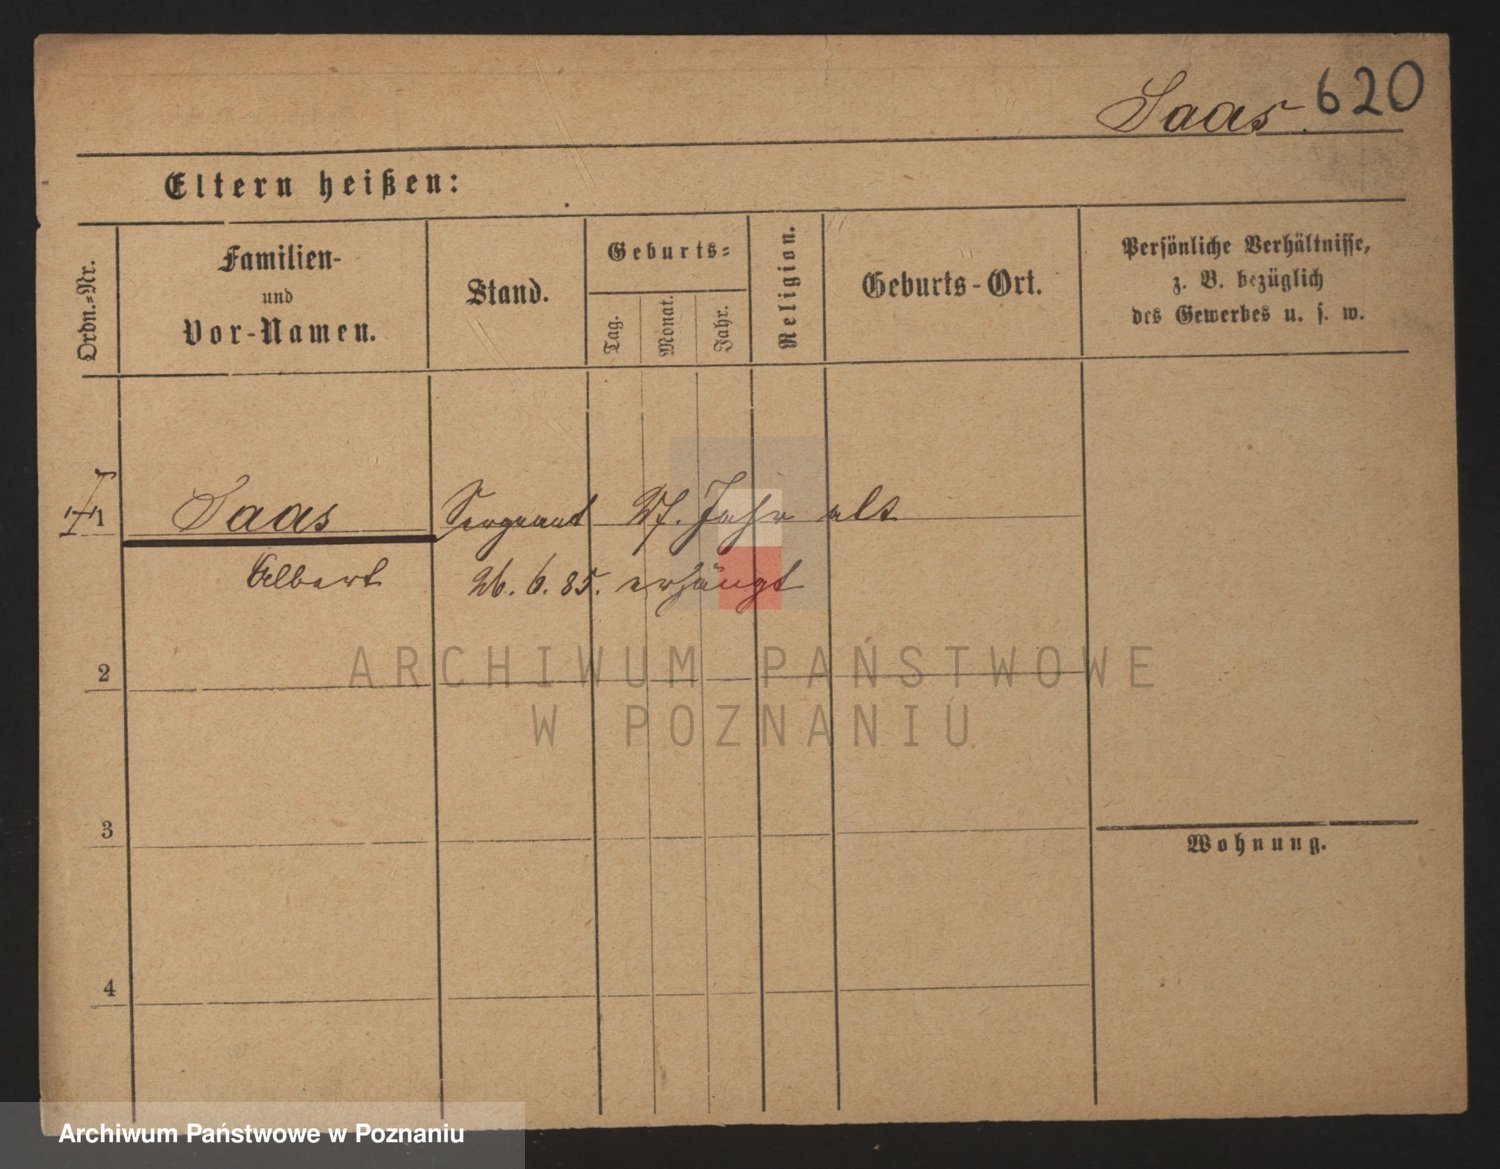 Saas. 620
Eltern heißen:
Ordn.-Nr.
Familien-
und
Vor-Namen.
Stand.
Geburts-
Tag.
Monat.
Jahr.
Religion.
Geburts-Ort.
Persönliche Verhältnisse,
z. B. bezüglich
des Gewerbes u. s. w.
1 Saas Sergeant 27. Jahr alt
Albert 26. 6. 85. erhängt
2
ARCHIWUM PAŃSTWOWE
W POZNANIU
3
Wohnung.
4
Archiwum Państwowe w Poznaniu